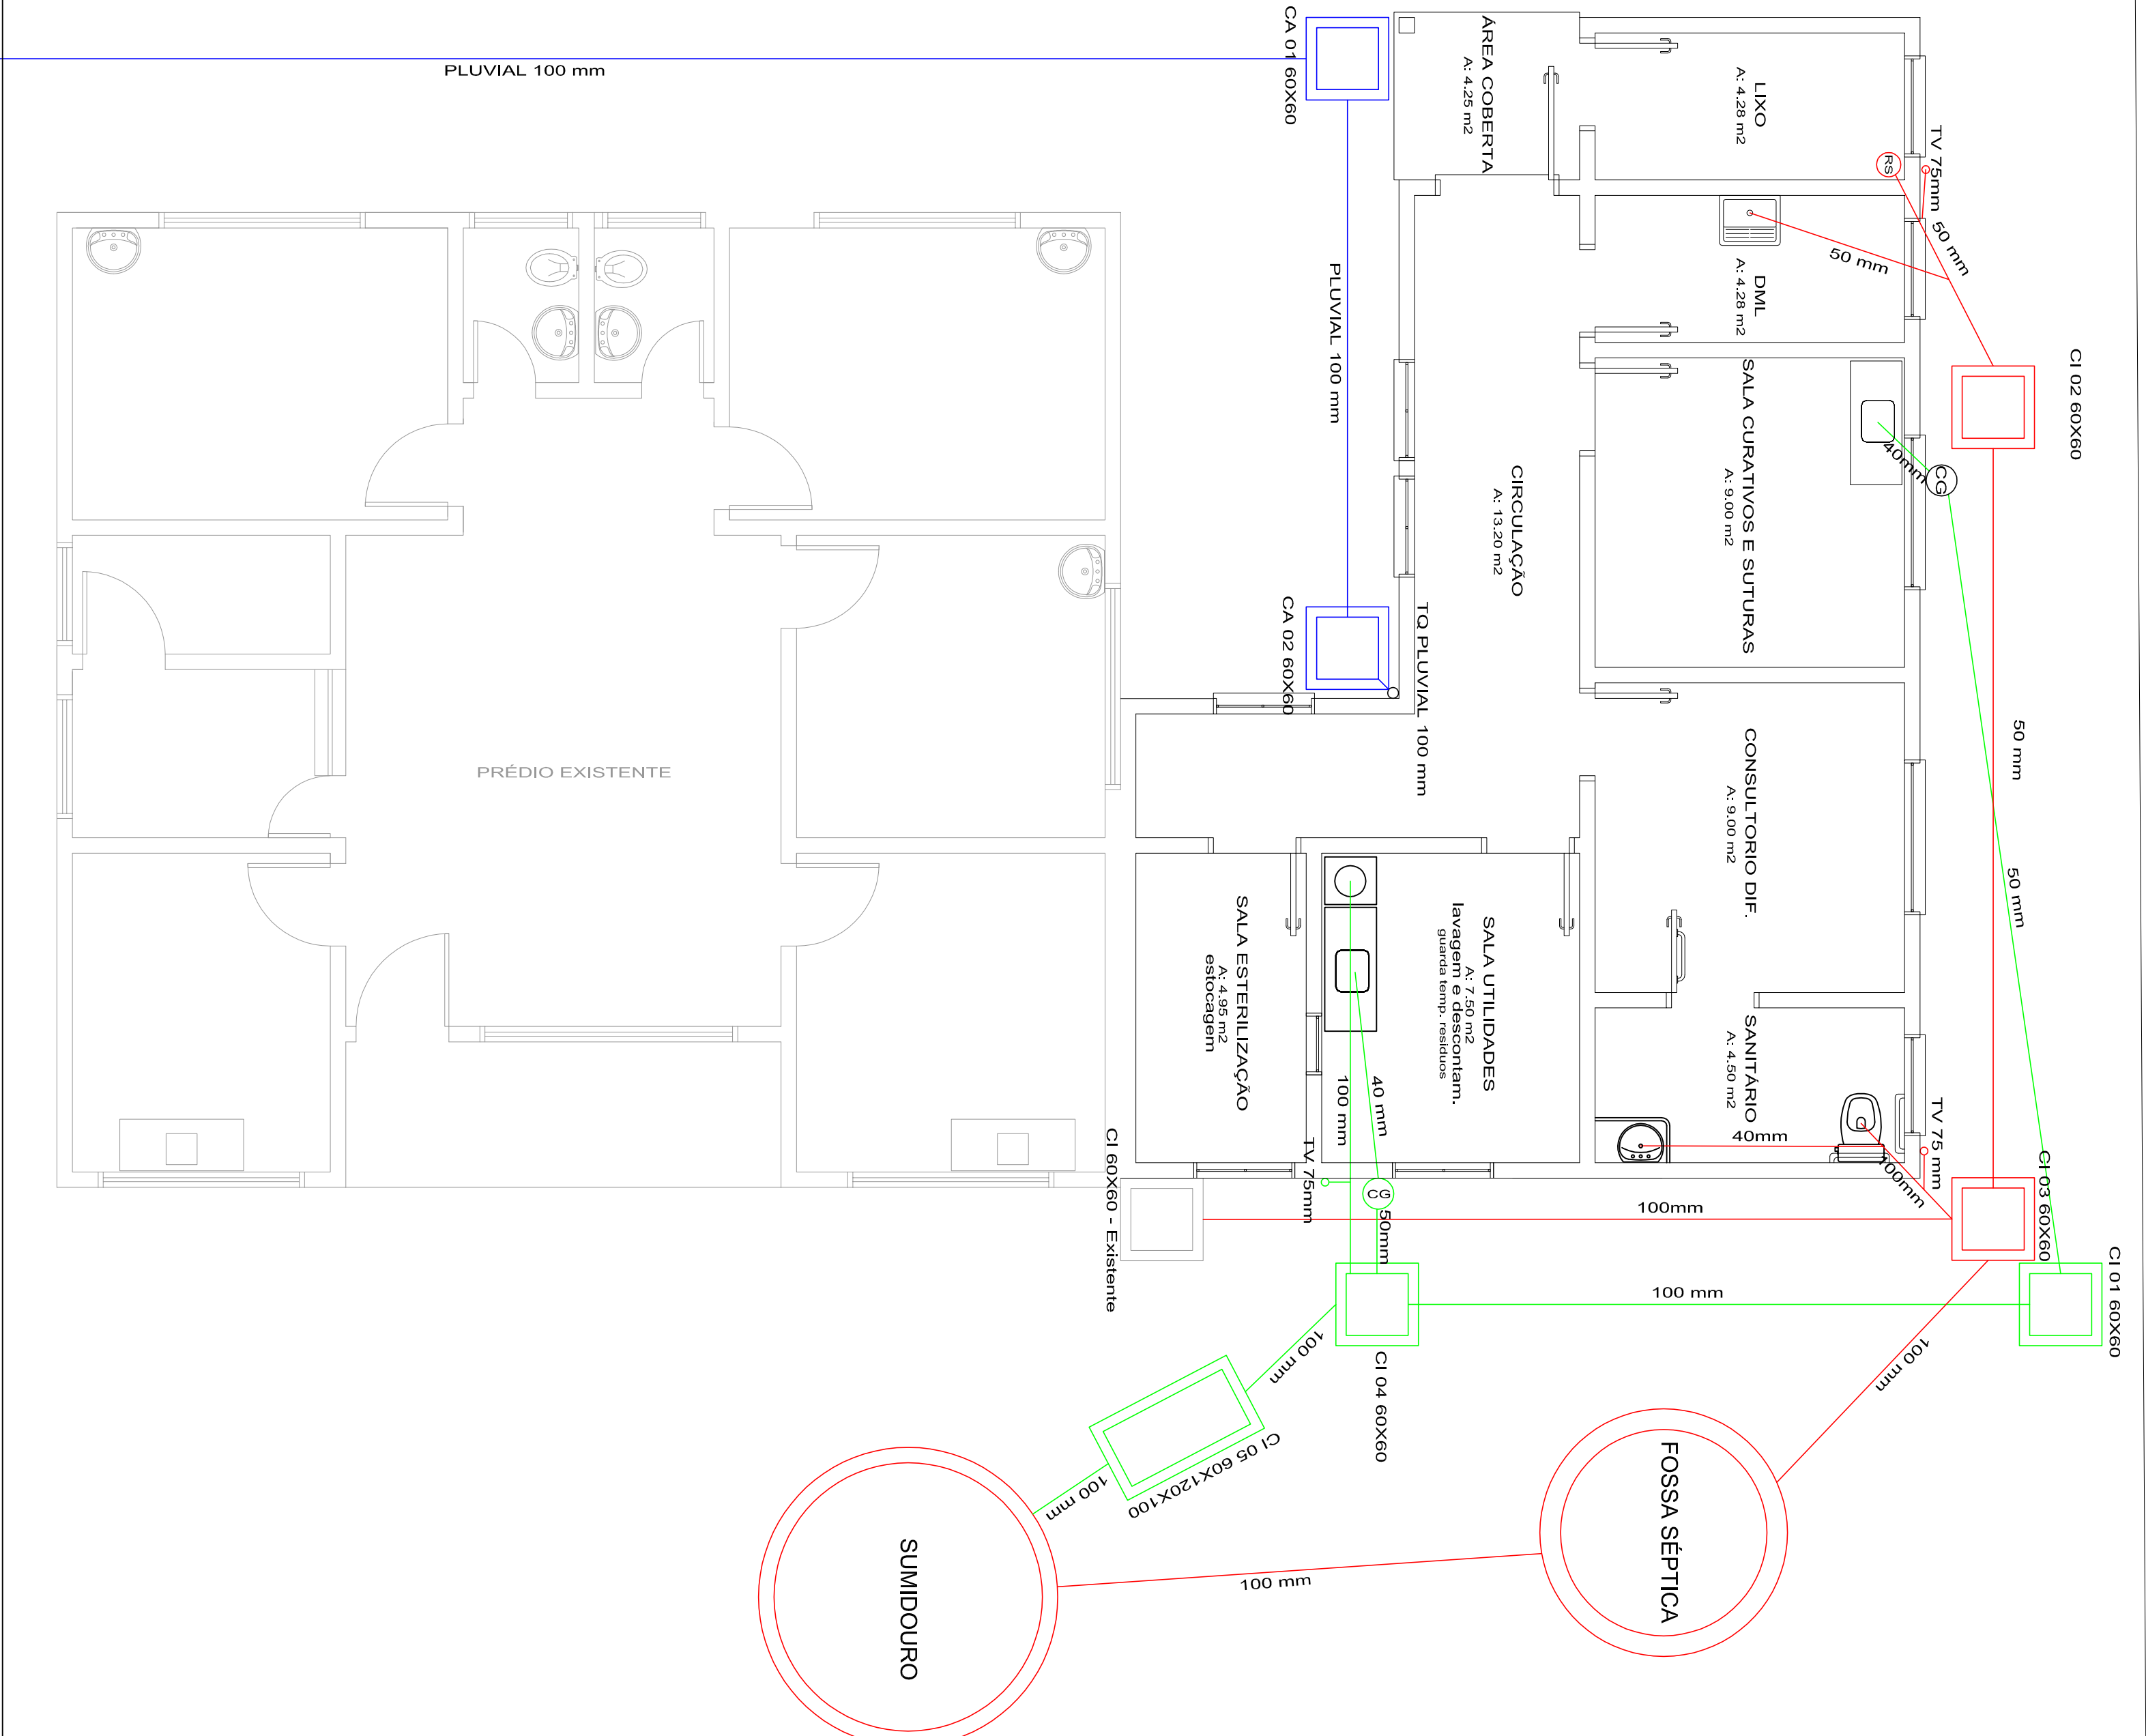 PLUVIAL 100 mm
CA 01 60X60
ÁREA COBERTA
A: 4.25 m2
LIXO
A: 4.28 m2
TV 75mm
RS
50 mm
50 mm
DML
A: 4.28 m2
CI 02 60X60
PLUVIAL 100 mm
SALA CURATIVOS E SUTURAS
A: 9.00 m2
40mm
CG
CIRCULAÇÃO
A: 13.20 m2
CA 02 60X60
TQ PLUVIAL 100 mm
50 mm
PRÉDIO EXISTENTE
CONSULTORIO DIF.
A: 9.00 m2
50 mm
SALA ESTERILIZAÇÃO
A: 4.95 m2
estocagem
SALA UTILIDADES
A: 7.50 m2
lavagem e descontam.
guarda temp. residuos
SANITÁRIO
A: 4.50 m2
100 mm
40 mm
40mm
100mm
TV 75 mm
CI 60X60 - Existente
TV 75mm
CG
50mm
100mm
CI 03 60X60
CI 01 60X60
100 mm
100 mm
CI 04 60X60
100 mm
CI 05 60X120X100
100 mm
FOSSA SÉPTICA
100 mm
SUMIDOURO